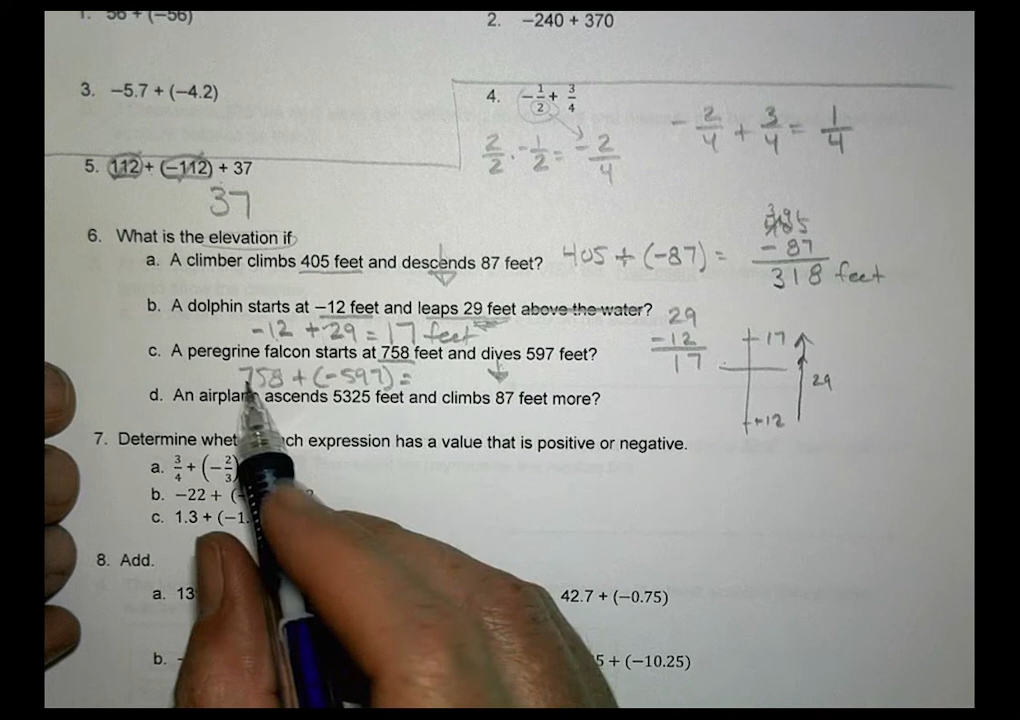 1. 56 + (−56)
2. −240 + 370
3. −5.7 + (−4.2)
4. −1/2 + 3/4
2/2 · -1/2 = -2/4
- 2/4 + 3/4 = 1/4
5. 112 + (−112) + 37
37
6. What is the elevation if
a. A climber climbs 405 feet and descends 87 feet?
405 + (-87) =
- 87
318 feet
b. A dolphin starts at −12 feet and leaps 29 feet above the water?
-12 + 29 = 17 feet
29
-12
17
+17
29
-12
c. A peregrine falcon starts at 758 feet and dives 597 feet?
758 + (-597) =
d. An airplane ascends 5325 feet and climbs 87 feet more?
7. Determine whet ch expression has a value that is positive or negative.
a. 3/4 + (−2/3)
b. −22 + (
c. 1.3 + (−1.
8. Add.
a. 13
42.7 + (−0.75)
b.
5 + (−10.25)